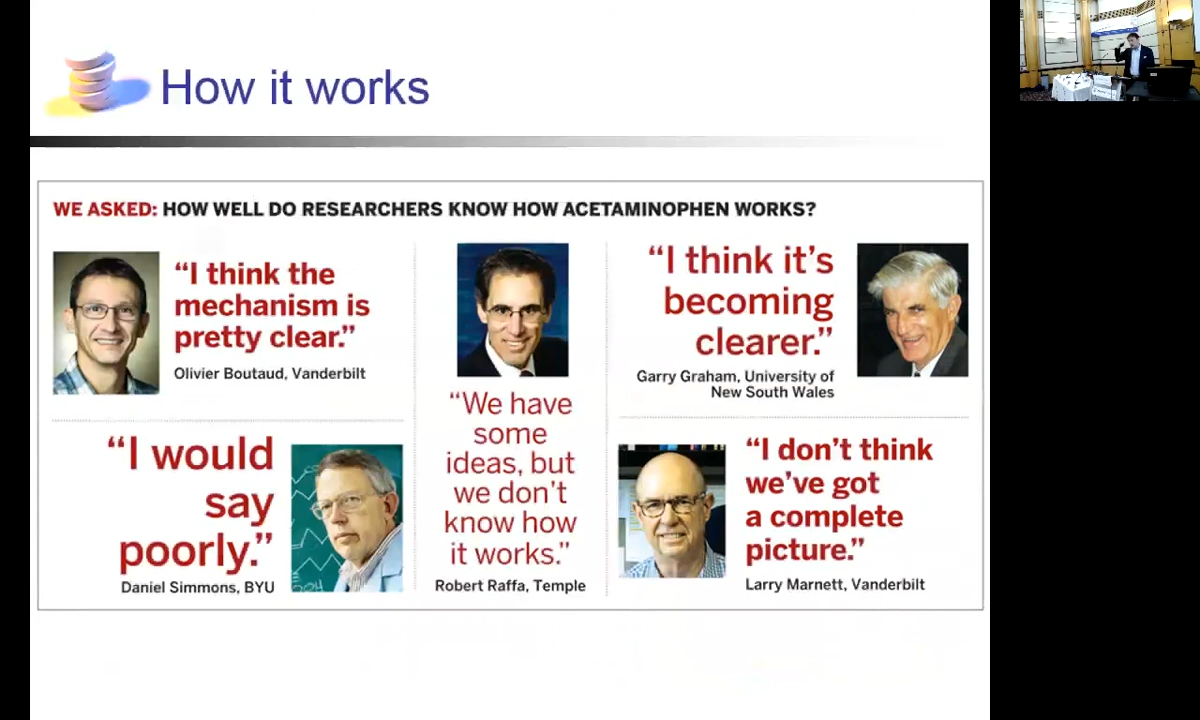 How it works
WE ASKED: HOW WELL DO RESEARCHERS KNOW HOW ACETAMINOPHEN WORKS?
“I think the
mechanism is
pretty clear.”
Olivier Boutaud, Vanderbilt
“I would
say
poorly.”
Daniel Simmons, BYU
“We have
some
ideas, but
we don’t
know how
it works.”
Robert Raffa, Temple
“I think it’s
becoming
clearer.”
Garry Graham, University of
New South Wales
“I don’t think
we’ve got
a complete
picture.”
Larry Marnett, Vanderbilt